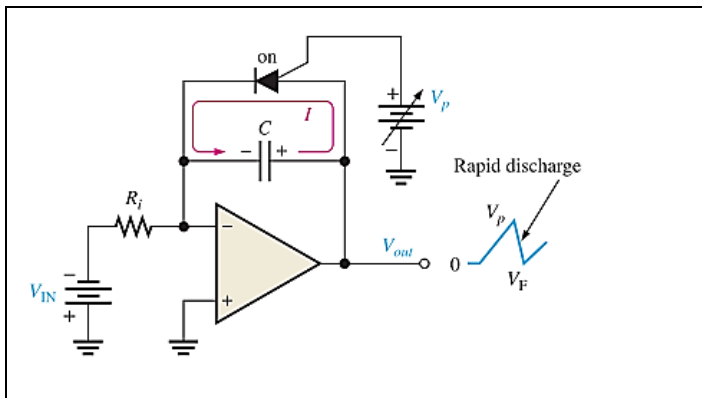 on
+
V_p
I
C
− +
−
Rapid discharge
R_i
V_p
−
V_out
0
−
V_IN
V_F
+
+